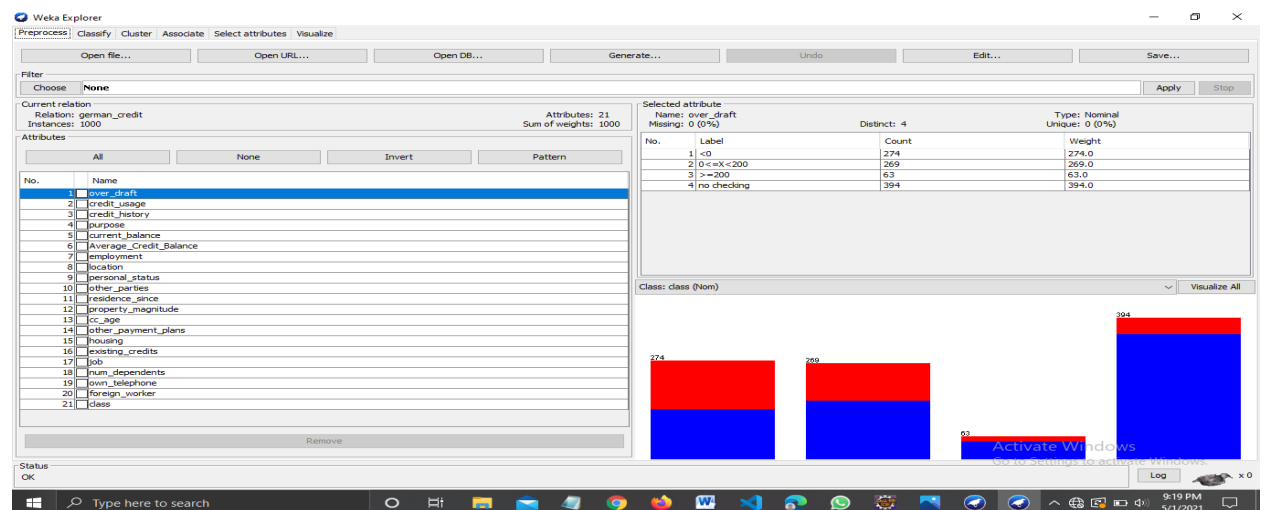 Weka Explorer
Preprocess Classify Cluster Associate Select attributes Visualize
Open file... Open URL... Open DB... Generate... Undo Edit... Save...
Filter
Choose None Apply Stop
Current relation
Relation: german_credit Attributes: 21
Instances: 1000 Sum of weights: 1000
Attributes
All None Invert Pattern
No. Name
1 over_draft
2 credit_usage
3 credit_history
4 purpose
5 current_balance
6 Average_Credit_Balance
7 employment
8 location
9 personal_status
10 other_parties
11 residence_since
12 property_magnitude
13 cc_age
14 other_payment_plans
15 housing
16 existing_credits
17 job
18 num_dependents
19 own_telephone
20 foreign_worker
21 class
Remove
Selected attribute
Name: over_draft Type: Nominal
Missing: 0 (0%) Distinct: 4 Unique: 0 (0%)
No. Label Count Weight
1 <0 274 274.0
2 0<=X<200 269 269.0
3 >=200 63 63.0
4 no checking 394 394.0
Class: class (Nom) Visualize All
394
274
269
63
Activate Windows
Go to Settings to activate Windows.
Status
OK
Log x 0
Type here to search
9:19 PM
5/1/2021